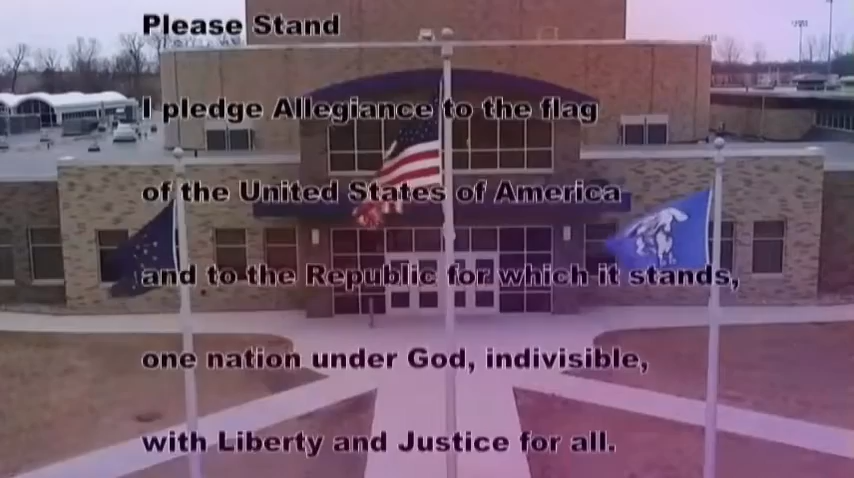 Please Stand
I pledge Allegiance to the flag
of the United States of America
and to the Republic for which it stands,
one nation under God, indivisible,
with Liberty and Justice for all.